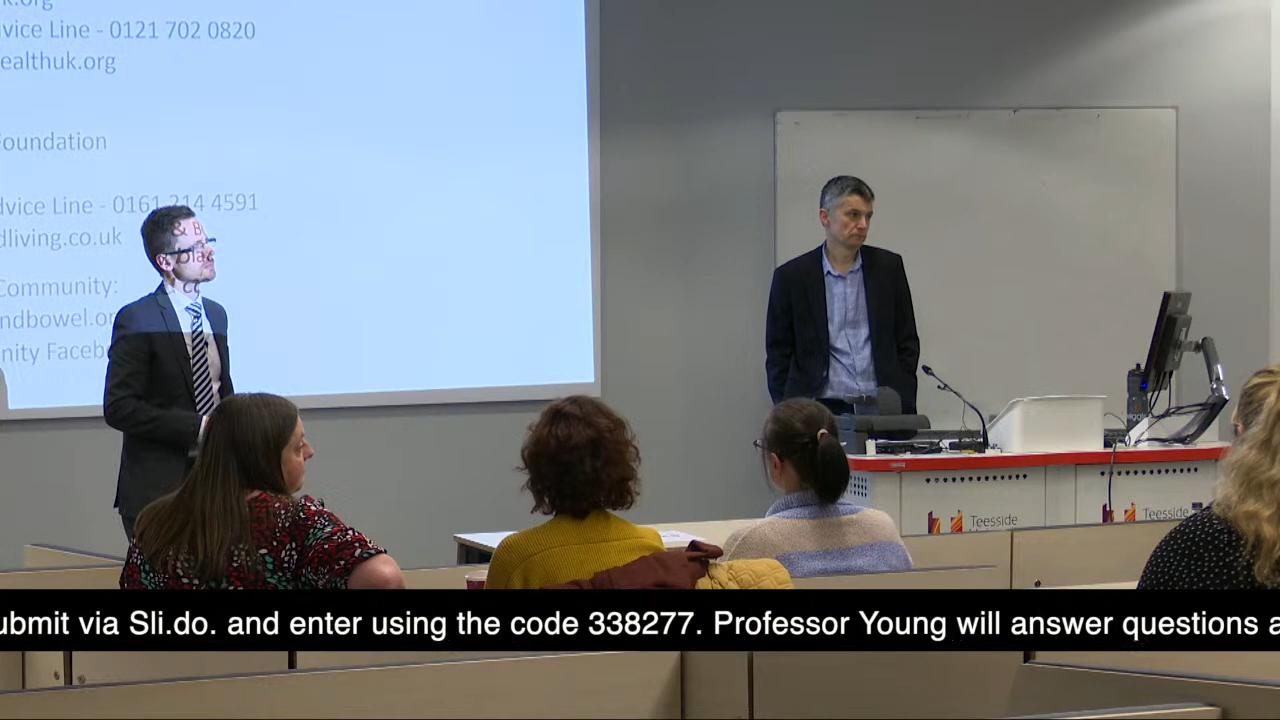 k.org
vice Line - 0121 702 0820
ealthuk.org
Foundation
dvice Line - 0161 214 4591
dliving.co.uk
Community:
ndbowel.or
nity Faceb
& B
Teesside
Teesside
ubmit via Sli.do. and enter using the code 338277. Professor Young will answer questions a